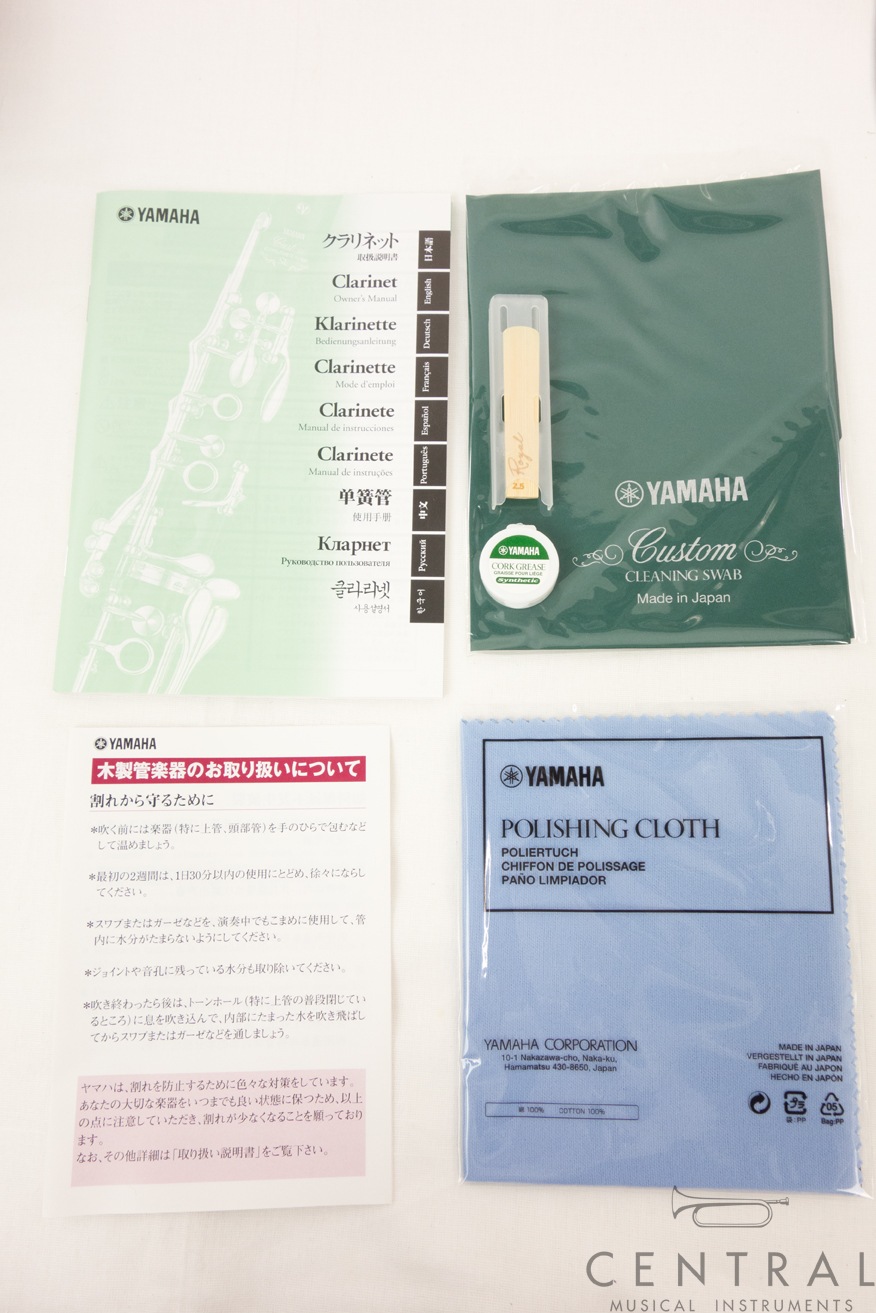 YAMAHA
クラリネット
取扱説明書
日本語
Clarinet
Owner's Manual
English
Klarinette
Bedienungsanleitung
Deutsch
Clarinette
Mode d'emploi
Français
Clarinete
Manual de instrucciones
Español
Clarinete
Manual de instruções
Português
单簧管
使用手册
中文
Кларнет
Руководство пользователя
Русский
클라리넷
사용설명서
한국어
Royal
2.5
YAMAHA
CORK GREASE
GRAISSE POUR LIÈGE
Synthetic
YAMAHA
Custom
CLEANING SWAB
Made in Japan
YAMAHA
木製管楽器のお取り扱いについて
割れから守るために
*吹く前には楽器(特に上管、頭部管)を手のひらで包むなど
して温めましょう。
*最初の2週間は、1日30分以内の使用にとどめ、徐々にならし
てください。
*スワブまたはガーゼなどを、演奏中でもこまめに使用して、管
内に水分がたまらないようにしてください。
*ジョイントや音孔に残っている水分も取り除いてください。
*吹き終わったら後は、トーンホール(特に上管の普段閉じてい
るところ)に息を吹き込んで、内部にたまった水を吹き飛ばし
てからスワブまたはガーゼなどを通しましょう。
ヤマハは、割れを防止するために色々な対策をしています。
あなたの大切な楽器をいつまでも良い状態に保つため、以上
の点に注意していただき、割れが少なくなることを願っており
ます。
なお、その他詳細は「取り扱い説明書」をご覧下さい。
YAMAHA
POLISHING CLOTH
POLIERTUCH
CHIFFON DE POLISSAGE
PAÑO LIMPIADOR
YAMAHA CORPORATION
10-1 Nakazawa-cho, Naka-ku,
Hamamatsu 430-8650, Japan
綿 100% COTTON 100%
MADE IN JAPAN
VERGESTELLT IN JAPAN
FABRIQUÉ AU JAPON
HECHO EN JAPÓN
プラ
袋:PP
05
Bag:PP
CENTRAL
MUSICAL INSTRUMENTS